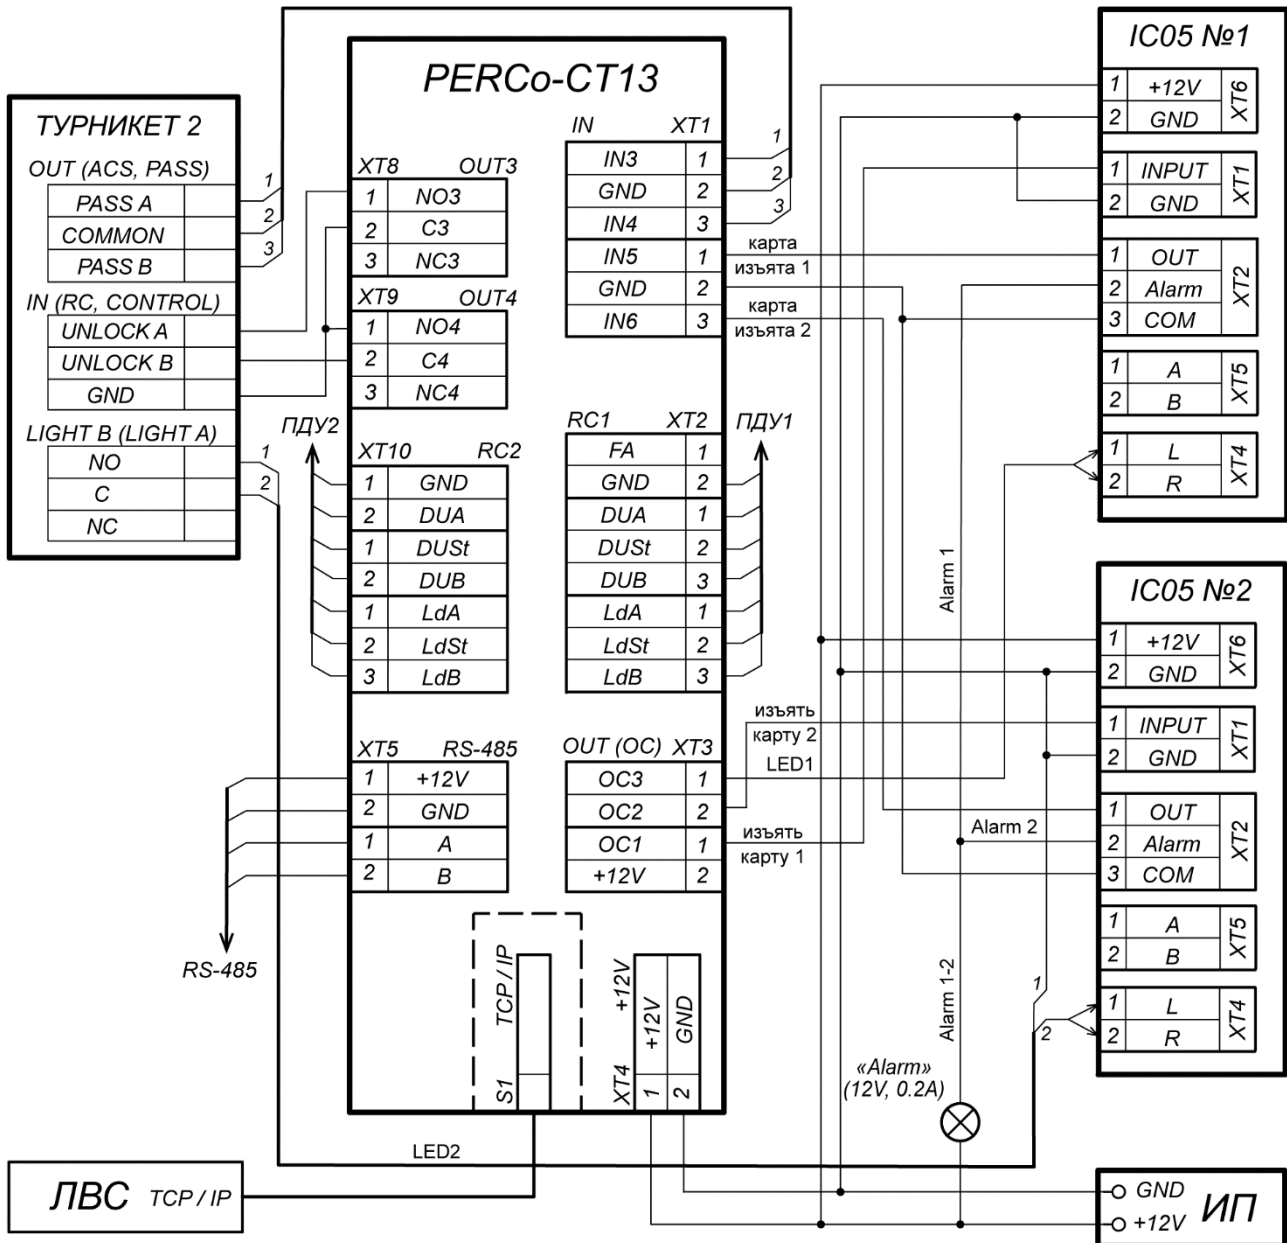 PERCo-CT13
ТУРНИКЕТ 2
OUT (ACS, PASS)
PASS A
COMMON
PASS B
1
2
3
IN (RC, CONTROL)
UNLOCK A
UNLOCK B
GND
LIGHT B (LIGHT A)
NO
C
NC
1
2
XT8 OUT3
1 NO3
2 C3
3 NC3
XT9 OUT4
1 NO4
2 C4
3 NC4
ПДУ2
XT10 RC2
1 GND
2 DUA
1 DUSt
2 DUB
1 LdA
2 LdSt
3 LdB
XT5 RS-485
1 +12V
2 GND
1 A
2 B
RS-485
IN XT1
IN3 1
GND 2
IN4 3
IN5 1
GND 2
IN6 3
1
2
3
карта
изъята 1
карта
изъята 2
RC1 XT2
ПДУ1
FA 1
GND 2
DUA 1
DUSt 2
DUB 3
LdA 1
LdSt 2
LdB 3
OUT (OC) XT3
OC3 1
OC2 2
OC1 1
+12V 2
изъять
карту 2
LED1
изъять
карту 1
S1 TCP / IP
XT4 +12V
1 +12V
2 GND
LED2
ЛВС TCP / IP
IC05 №1
1 +12V XT6
2 GND
1 INPUT XT1
2 GND
1 OUT XT2
2 Alarm
3 COM
1 A XT5
2 B
1 L XT4
2 R
Alarm 1
IC05 №2
1 +12V XT6
2 GND
1 INPUT XT1
2 GND
1 OUT XT2
2 Alarm
3 COM
1 A XT5
2 B
1 L XT4
2 R
Alarm 2
Alarm 1-2
1
2
«Alarm»
(12V, 0.2A)
GND
+12V
ИП